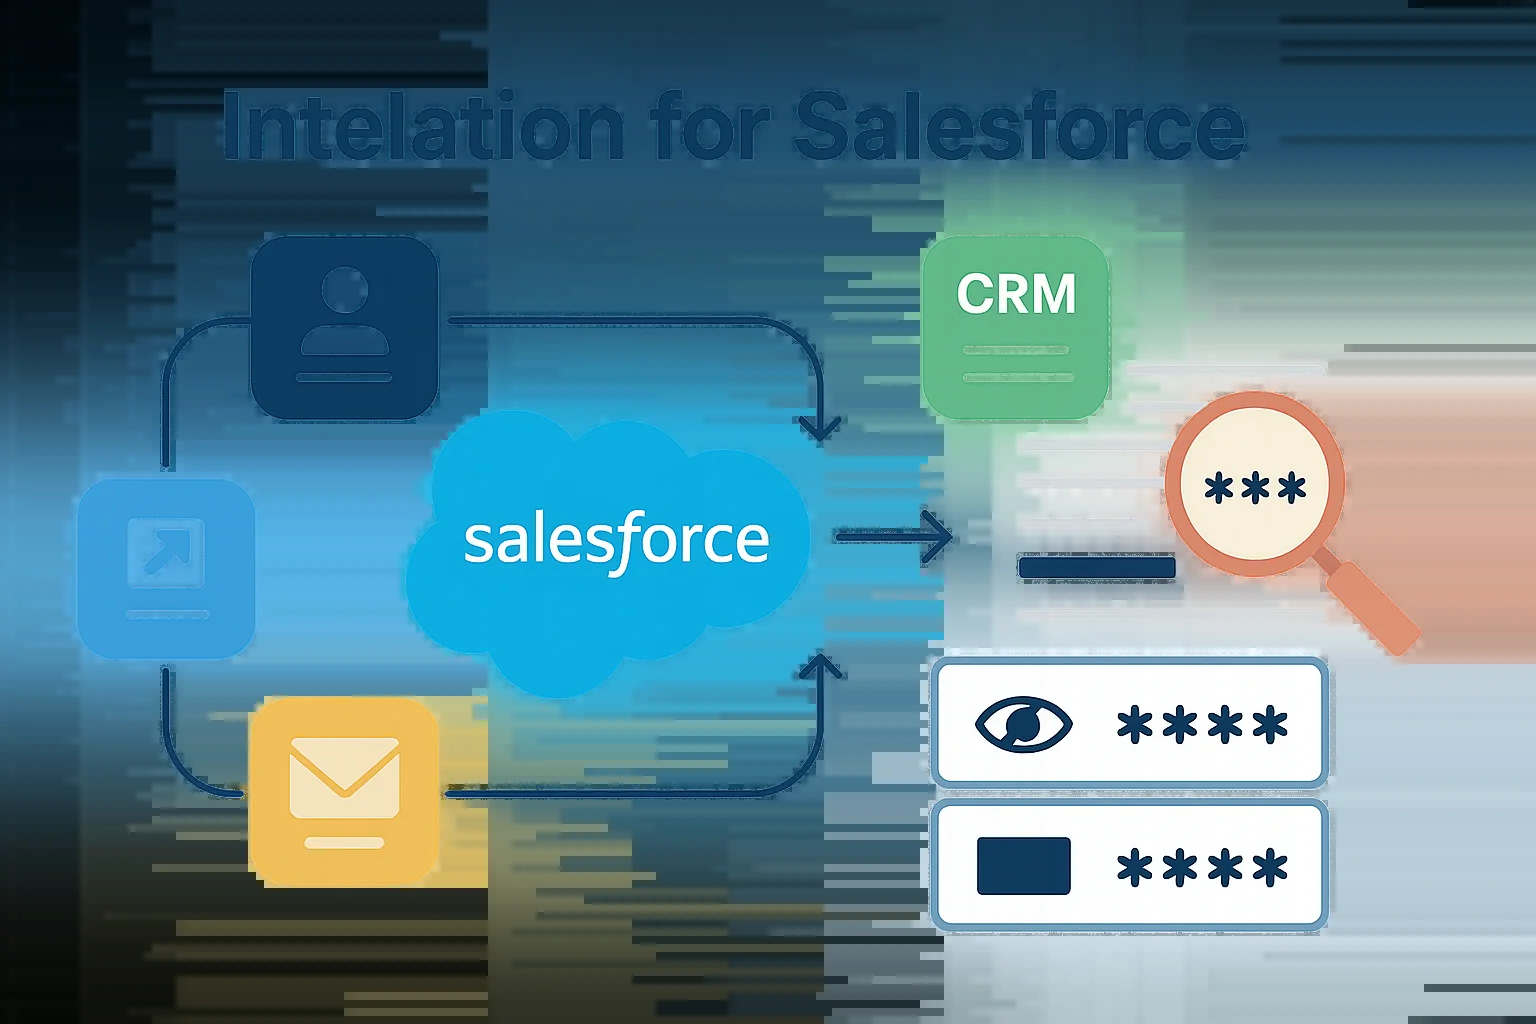 Intelation for Salesforce
CRM
salesforce
***
****
****